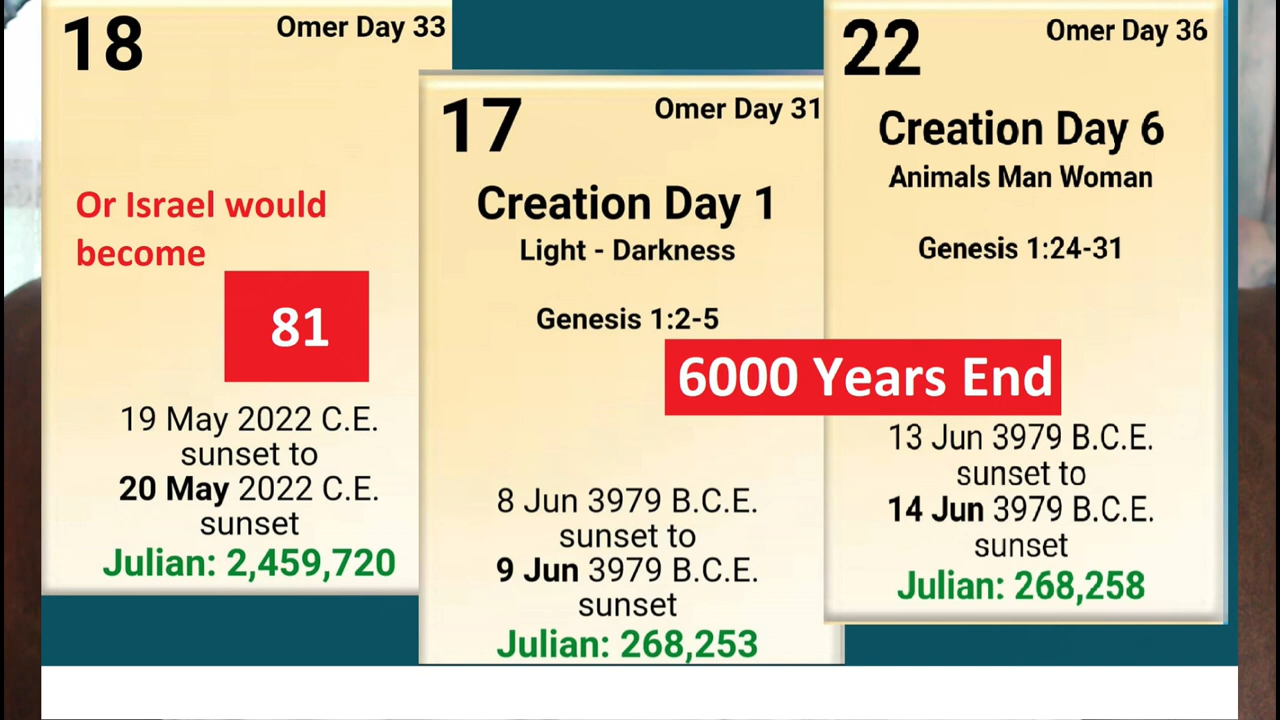 18
Omer Day 33
Or Israel would
become
81
19 May 2022 C.E.
sunset to
20 May 2022 C.E.
sunset
Julian: 2,459,720
17
Omer Day 31
Creation Day 1
Light - Darkness
Genesis 1:2-5
8 Jun 3979 B.C.E.
sunset to
9 Jun 3979 B.C.E.
sunset
Julian: 268,253
22
Omer Day 36
Creation Day 6
Animals Man Woman
Genesis 1:24-31
6000 Years End
13 Jun 3979 B.C.E.
sunset to
14 Jun 3979 B.C.E.
sunset
Julian: 268,258